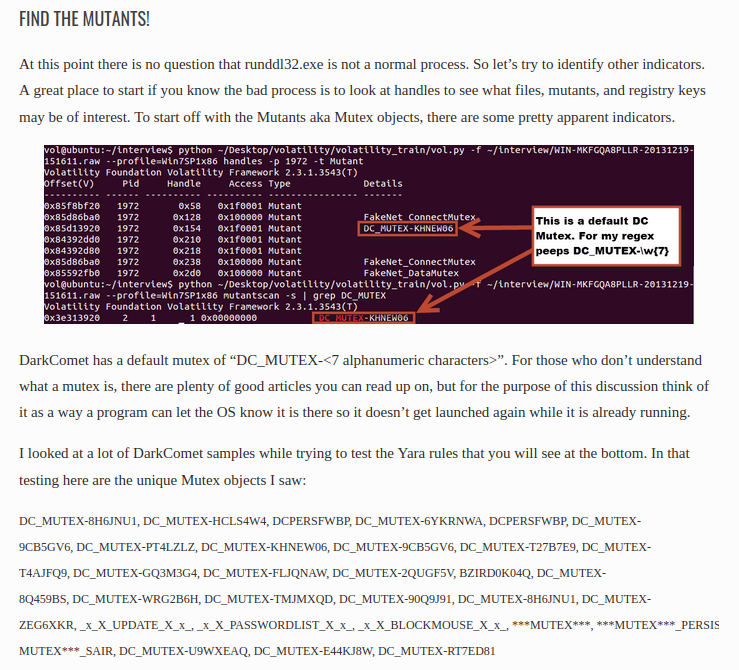 FIND THE MUTANTS!
At this point there is no question that runddl32.exe is not a normal process. So let’s try to identify other indicators.
A great place to start if you know the bad process is to look at handles to see what files, mutants, and registry keys
may be of interest. To start off with the Mutants aka Mutex objects, there are some pretty apparent indicators.
vol@ubuntu:~/interview$ python ~/Desktop/volatility/volatility_train/vol.py -f ~/interview/WIN-MKFGQA8PLLR-20131219-
151611.raw --profile=Win7SP1x86 handles -p 1972 -t Mutant
Volatility Foundation Volatility Framework 2.3.1.3543(T)
Offset(V) Pid Handle Access Type Details
---------- ------ ---------- ---------- ---------------- -------
0x85f8bf20 1972 0x58 0x1f0001 Mutant
0x85d86ba0 1972 0x128 0x100000 Mutant FakeNet_ConnectMutex
0x85d13920 1972 0x154 0x1f0001 Mutant DC_MUTEX-KHNEW06
0x84392dd0 1972 0x210 0x1f0001 Mutant
0x84392d80 1972 0x218 0x1f0001 Mutant
0x85d86ba0 1972 0x238 0x100000 Mutant FakeNet_ConnectMutex
0x85592fb0 1972 0x2d0 0x100000 Mutant FakeNet_DataMutex
This is a default DC
Mutex. For my regex
peeps DC_MUTEX-\w{7}
vol@ubuntu:~/interview$ python ~/Desktop/volatility/volatility_train/vol.py -f ~/interview/WIN-MKFGQA8PLLR-20131219-
151611.raw --profile=Win7SP1x86 mutantscan -s | grep DC_MUTEX
Volatility Foundation Volatility Framework 2.3.1.3543(T)
0x3e313920 2 1 1 0x00000000 DC_MUTEX-KHNEW06
DarkComet has a default mutex of “DC_MUTEX-<7 alphanumeric characters>”. For those who don’t understand
what a mutex is, there are plenty of good articles you can read up on, but for the purpose of this discussion think of
it as a way a program can let the OS know it is there so it doesn’t get launched again while it is already running.
I looked at a lot of DarkComet samples while trying to test the Yara rules that you will see at the bottom. In that
testing here are the unique Mutex objects I saw:
DC_MUTEX-8H6JNU1, DC_MUTEX-HCLS4W4, DCPERSFWBP, DC_MUTEX-6YKRNWA, DCPERSFWBP, DC_MUTEX-
9CB5GV6, DC_MUTEX-PT4LZLZ, DC_MUTEX-KHNEW06, DC_MUTEX-9CB5GV6, DC_MUTEX-T27B7E9, DC_MUTEX-
T4AJFQ9, DC_MUTEX-GQ3M3G4, DC_MUTEX-FLJQNAW, DC_MUTEX-2QUGF5V, BZIRD0K04Q, DC_MUTEX-
8Q459BS, DC_MUTEX-WRG2B6H, DC_MUTEX-TMJMXQD, DC_MUTEX-90Q9J91, DC_MUTEX-8H6JNU1, DC_MUTEX-
ZEG6XKR, _x_X_UPDATE_X_x_, _x_X_PASSWORDLIST_X_x_, _x_X_BLOCKMOUSE_X_x_, ***MUTEX***, ***MUTEX***_PERSIS
MUTEX***_SAIR, DC_MUTEX-U9WXEAQ, DC_MUTEX-E44KJ8W, DC_MUTEX-RT7ED81